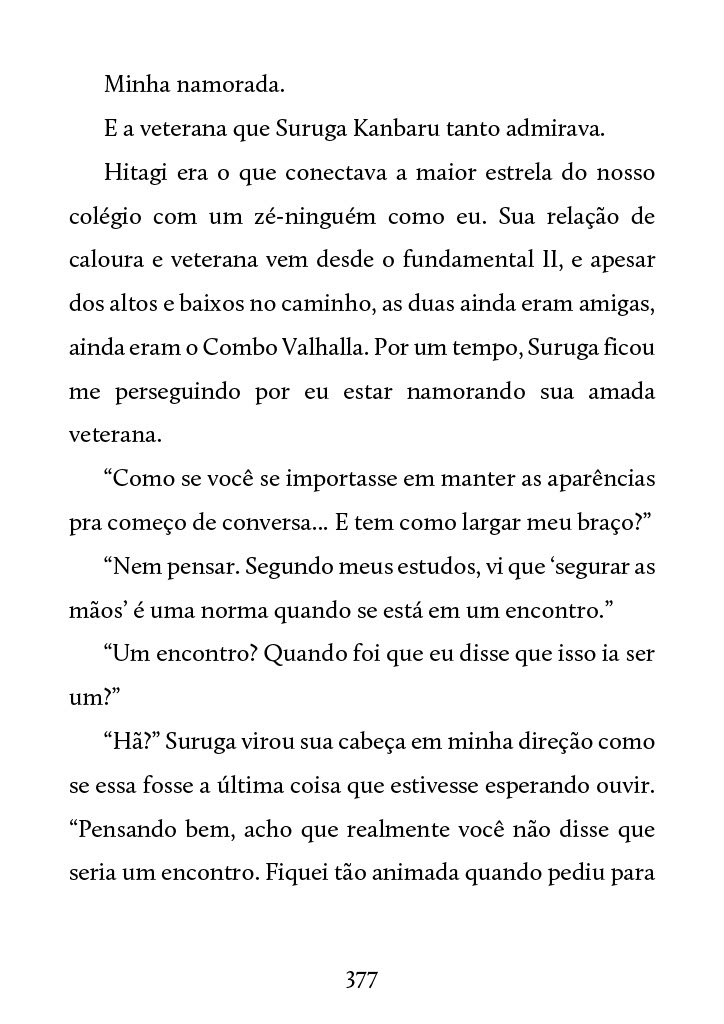 Minha namorada.
E a veterana que Suruga Kanbaru tanto admirava.
Hitagi era o que conectava a maior estrela do nosso
colégio com um zé-ninguém como eu. Sua relação de
caloura e veterana vem desde o fundamental II, e apesar
dos altos e baixos no caminho, as duas ainda eram amigas,
ainda eram o Combo Valhalla. Por um tempo, Suruga ficou
me perseguindo por eu estar namorando sua amada
veterana.
“Como se você se importasse em manter as aparências
pra começo de conversa... E tem como largar meu braço?”
“Nem pensar. Segundo meus estudos, vi que ‘segurar as
mãos’ é uma norma quando se está em um encontro.”
“Um encontro? Quando foi que eu disse que isso ia ser
um?”
“Hã?” Suruga virou sua cabeça em minha direção como
se essa fosse a última coisa que estivesse esperando ouvir.
“Pensando bem, acho que realmente você não disse que
seria um encontro. Fiquei tão animada quando pediu para
377